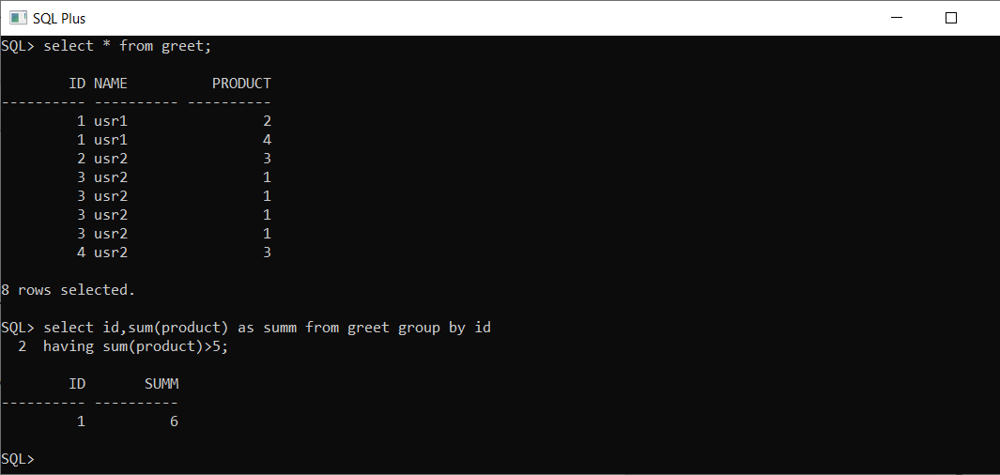 SQL Plus
SQL> select * from greet;
        ID NAME          PRODUCT
---------- ---------- ----------
         1 usr1                2
         1 usr1                4
         2 usr2                3
         3 usr2                1
         3 usr2                1
         3 usr2                1
         3 usr2                1
         4 usr2                3
8 rows selected.
SQL> select id,sum(product) as summ from greet group by id
  2  having sum(product)>5;
        ID       SUMM
---------- ----------
         1          6
SQL>